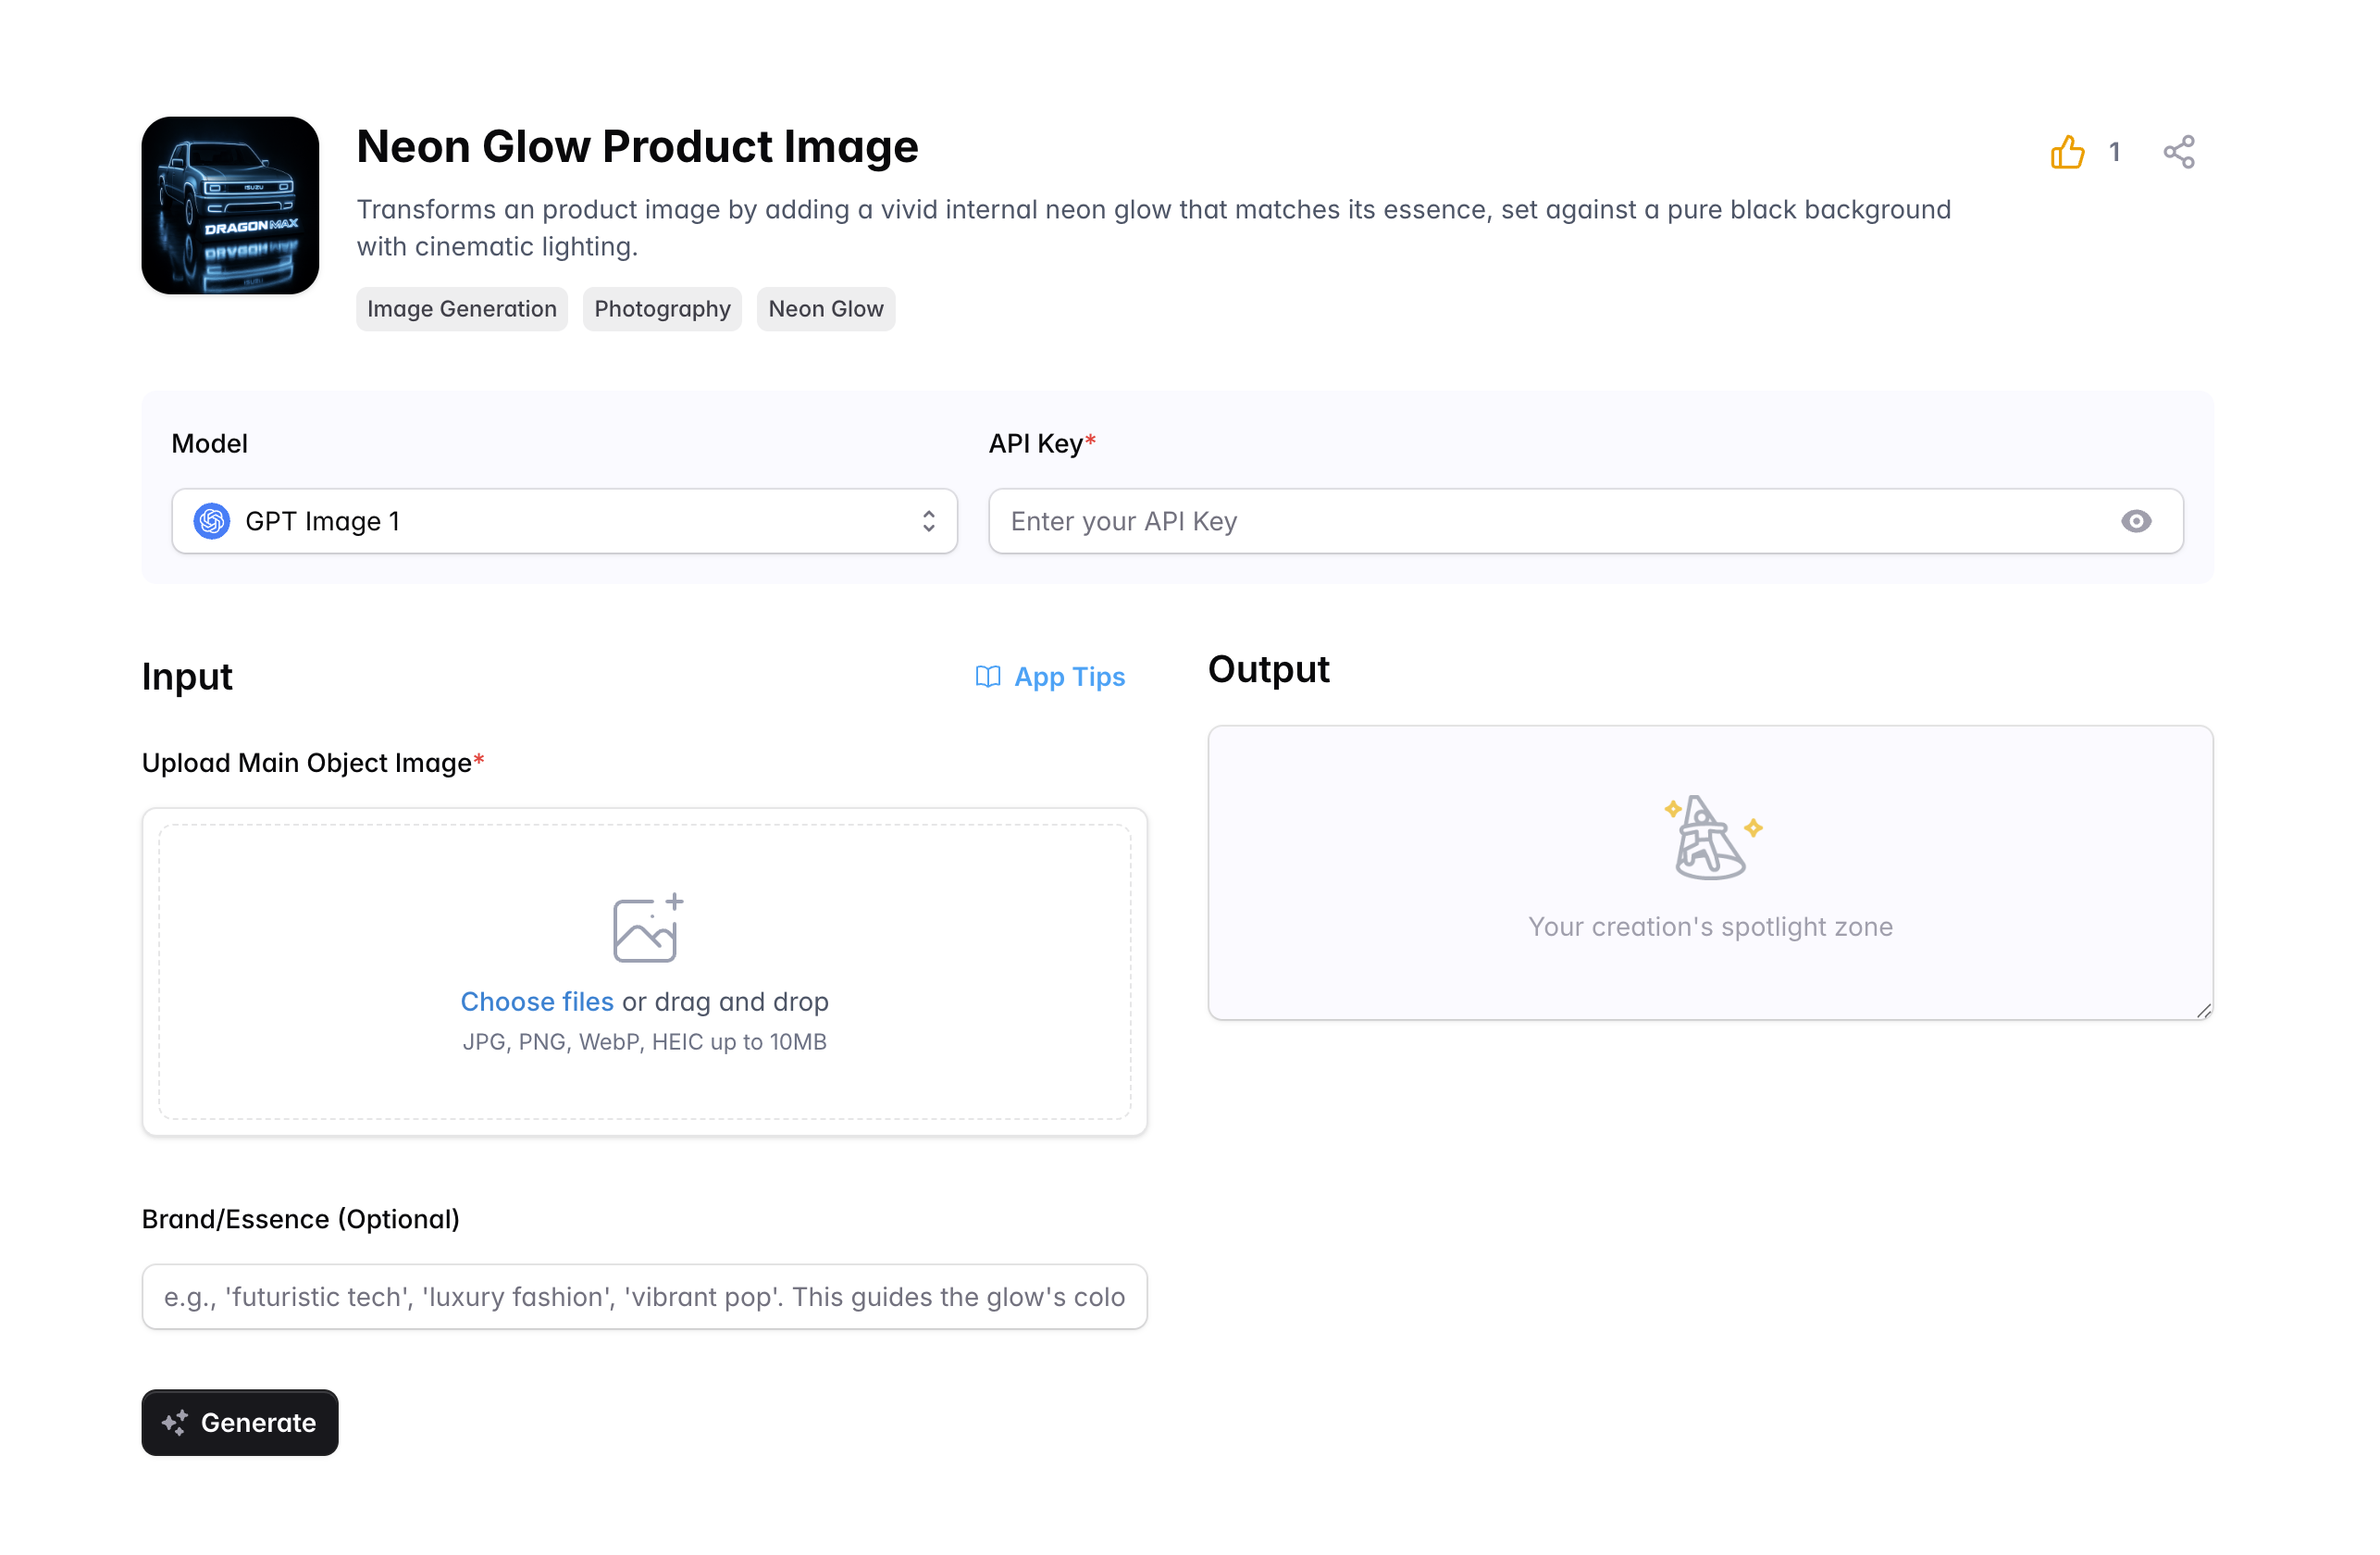 ISUZU
DRAGON MAX
Neon Glow Product Image
1
Transforms an product image by adding a vivid internal neon glow that matches its essence, set against a pure black background
with cinematic lighting.
Image Generation
Photography
Neon Glow
Model
API Key*
GPT Image 1
Enter your API Key
Input
App Tips
Output
Upload Main Object Image*
Choose files or drag and drop
JPG, PNG, WebP, HEIC up to 10MB
Your creation's spotlight zone
Brand/Essence (Optional)
e.g., 'futuristic tech', 'luxury fashion', 'vibrant pop'. This guides the glow's colo
Generate